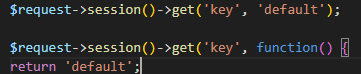 $request->session()->get('key', 'default');
$request->session()->get('key', function() {
return 'default';